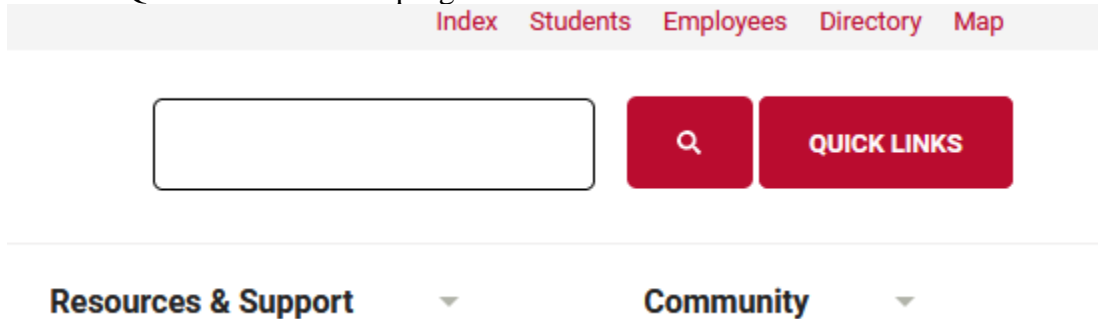 Index Students Employees Directory Map
QUICK LINKS
Resources & Support Community